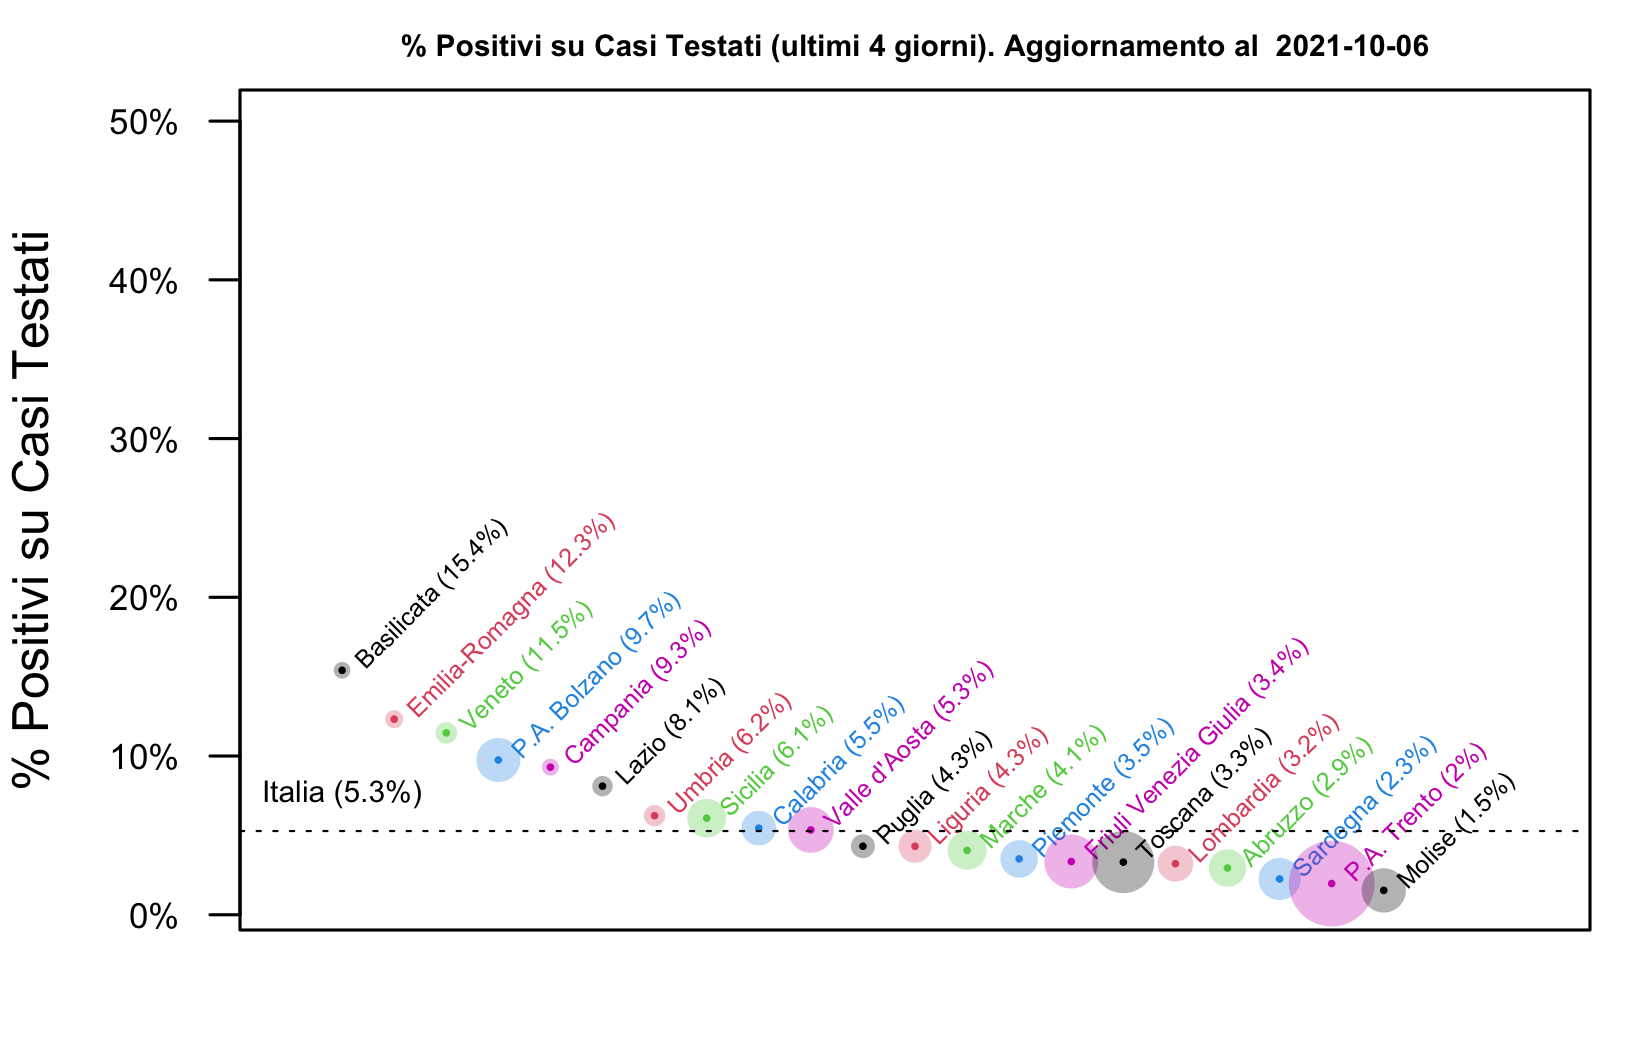 % Positivi su Casi Testati (ultimi 4 giorni). Aggiornamento al  2021-10-06
% Positivi su Casi Testati
50%
40%
30%
20%
10%
0%
Italia (5.3%)
Basilicata (15.4%)
Emilia-Romagna (12.3%)
Veneto (11.5%)
P.A. Bolzano (9.7%)
Campania (9.3%)
Lazio (8.1%)
Umbria (6.2%)
Sicilia (6.1%)
Calabria (5.5%)
Valle d'Aosta (5.3%)
Puglia (4.3%)
Liguria (4.3%)
Marche (4.1%)
Piemonte (3.5%)
Friuli Venezia Giulia (3.4%)
Toscana (3.3%)
Lombardia (3.2%)
Abruzzo (2.9%)
Sardegna (2.3%)
P.A. Trento (2%)
Molise (1.5%)